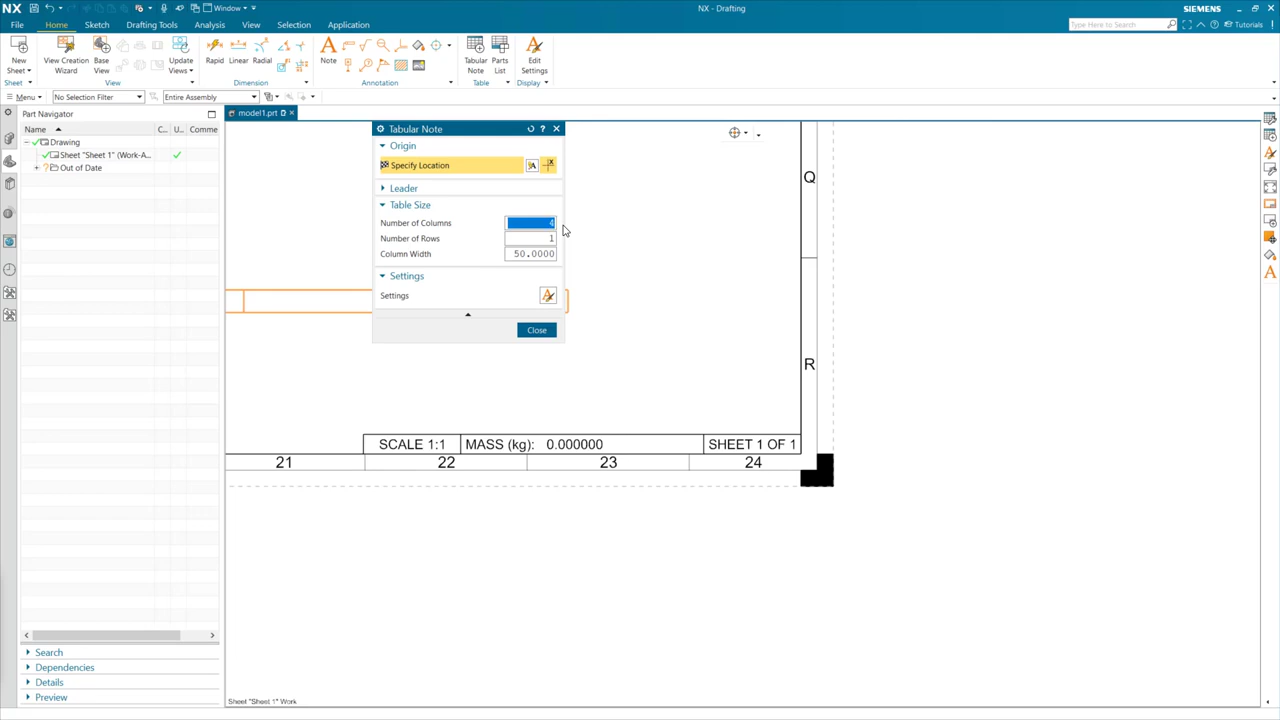 NX
Window
NX - Drafting
SIEMENS
File
Home
Sketch
Drafting Tools
Analysis
View
Selection
Animation
Application
Type Here to Search
Tutorials
New Sheet
View Creation Wizard
Base View
Update Views
Rapid
Linear
Radial
Note
Tabular Note
Parts List
Edit Settings
Sheet
View
Dimension
Annotation
Table
Display
Menu
No Selection Filter
Entire Assembly
Part Navigator
model1.prt
Name
C...
U...
Comme
Drawing
Sheet "Sheet 1" (Work-A...
Out of Date
Tabular Note
Origin
Specify Location
Leader
Table Size
Number of Columns
4
Number of Rows
1
Column Width
50.0000
Settings
Settings
Close
Q
R
SCALE 1:1
MASS (kg): 0.000000
SHEET 1 OF 1
21
22
23
24
Search
Dependencies
Details
Preview
Sheet "Sheet 1" Work